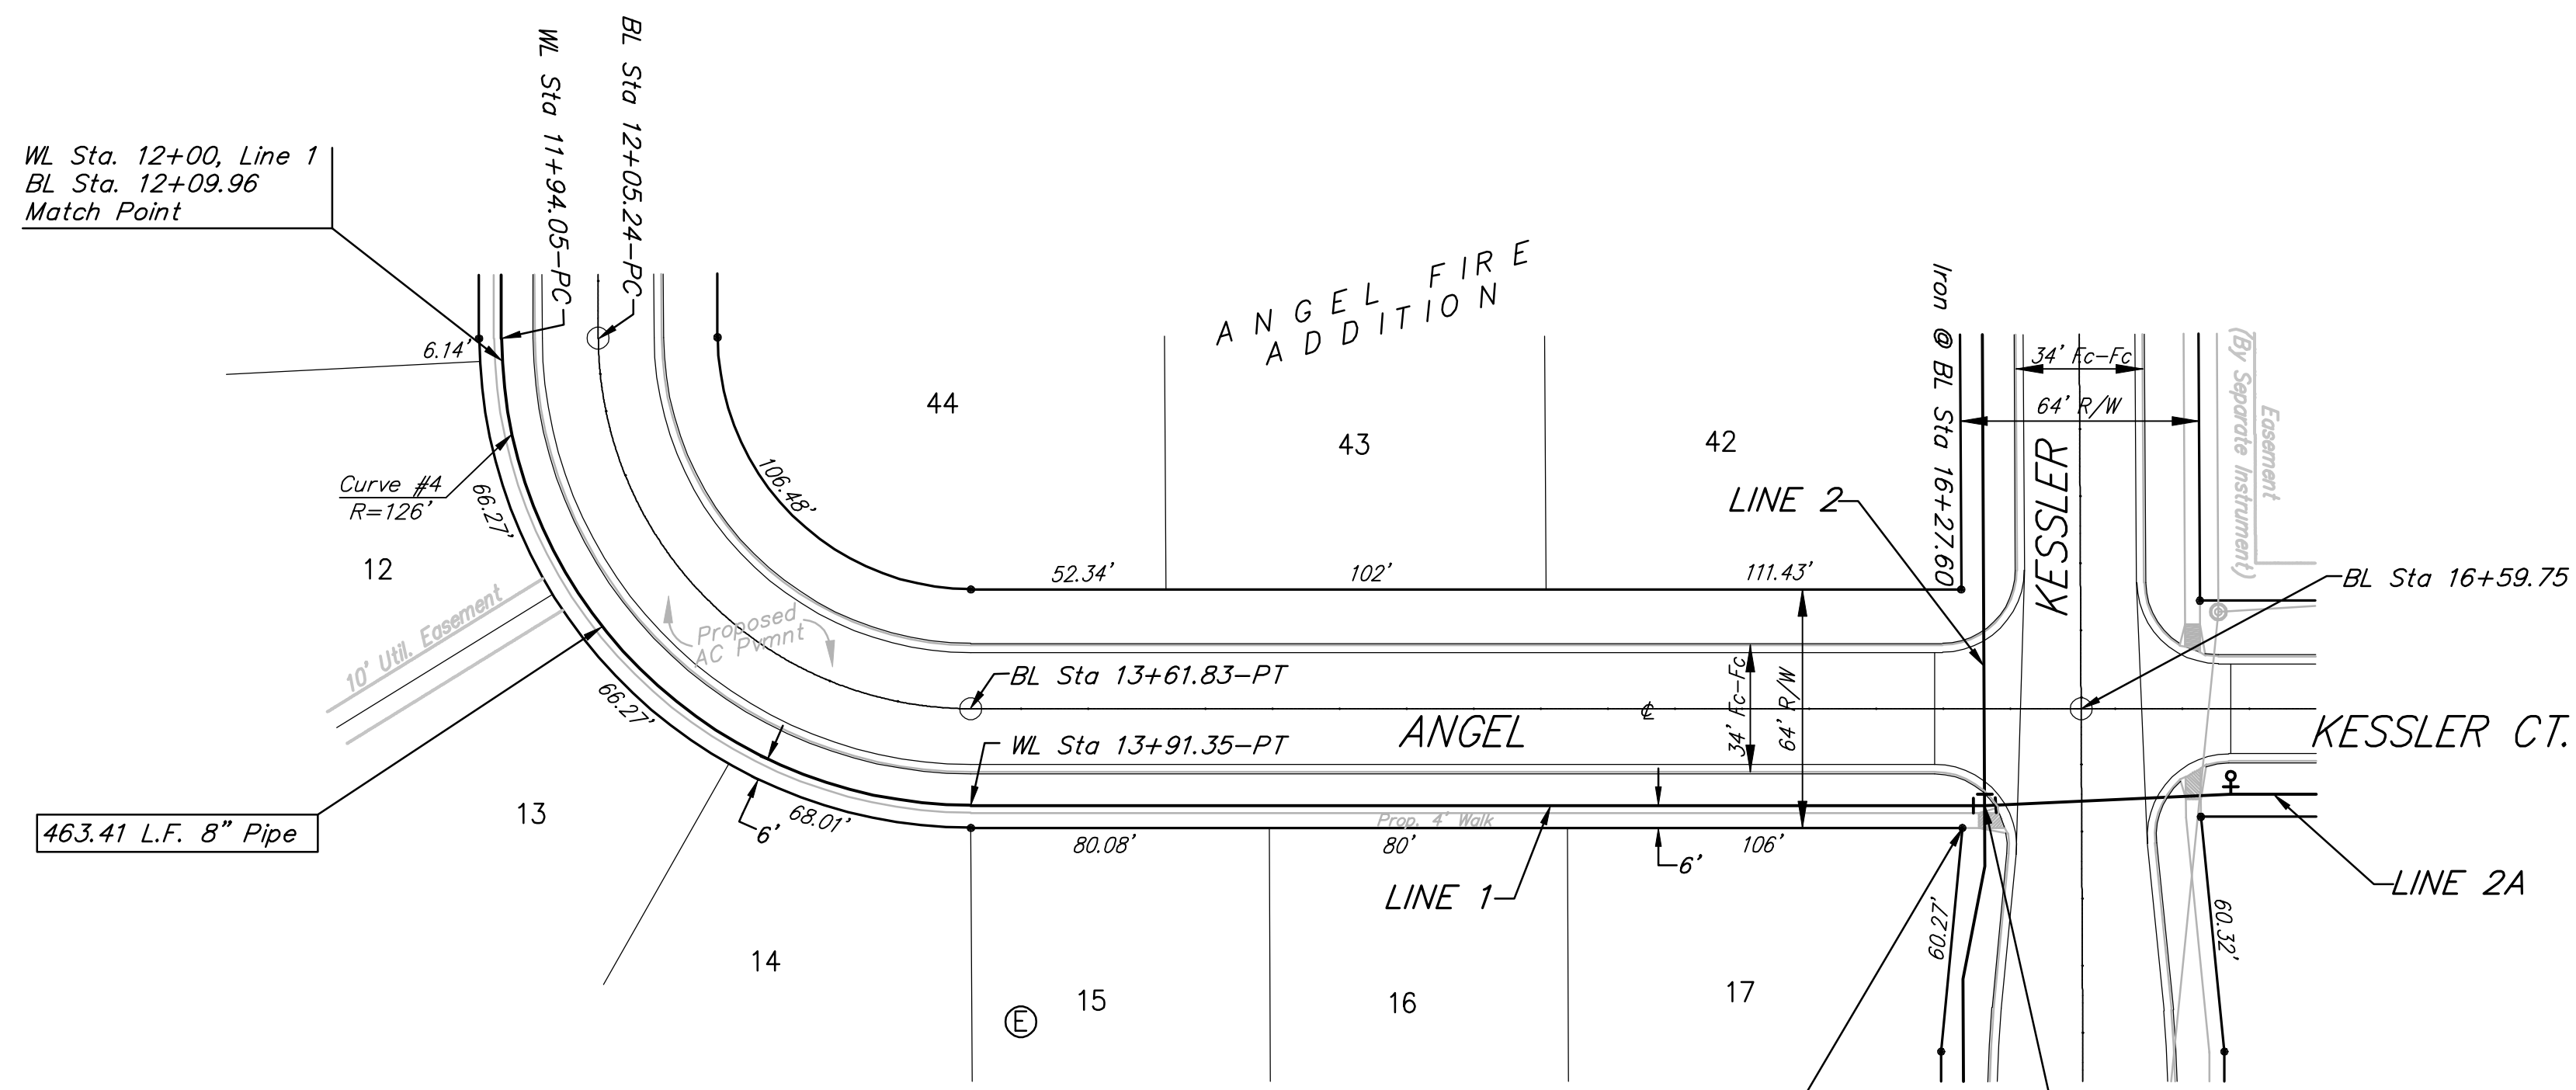 WL Sta. 12+00, Line 1
BL Sta. 12+09.96
Match Point
WL Sta 11+94.05-PC
BL Sta 12+05.24-PC
6.14'
Curve #4
R=126'
66.27'
12
10' Util. Easement
463.41 L.F. 8" Pipe
66.27'
13
6'
68.01'
14
Proposed
AC Pvmnt
106.48'
44
ANGEL FIRE
ADDITION
43
42
52.34'
102'
111.43'
BL Sta 13+61.83-PT
WL Sta 13+91.35-PT
ANGEL
℄
34' Fc-Fc
64' R/W
Prop. 4' Walk
80.08'
80'
106'
6'
LINE 1
15
16
17
E
Iron @ BL Sta 16+27.60
LINE 2
34' Fc-Fc
64' R/W
KESSLER
Easement
(By Separate Instrument)
BL Sta 16+59.75
KESSLER CT.
LINE 2A
60.27'
60.32'